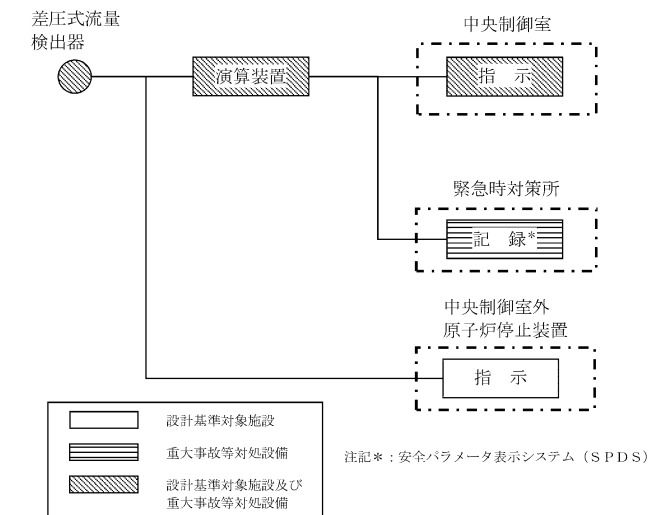 差圧式流量
検出器
中央制御室
演算装置
指 示
緊急時対策所
記 録*
中央制御室外
原子炉停止装置
指 示
設計基準対象施設
重大事故等対処設備
設計基準対象施設及び
重大事故等対処設備
注記*:安全パラメータ表示システム(SPDS)